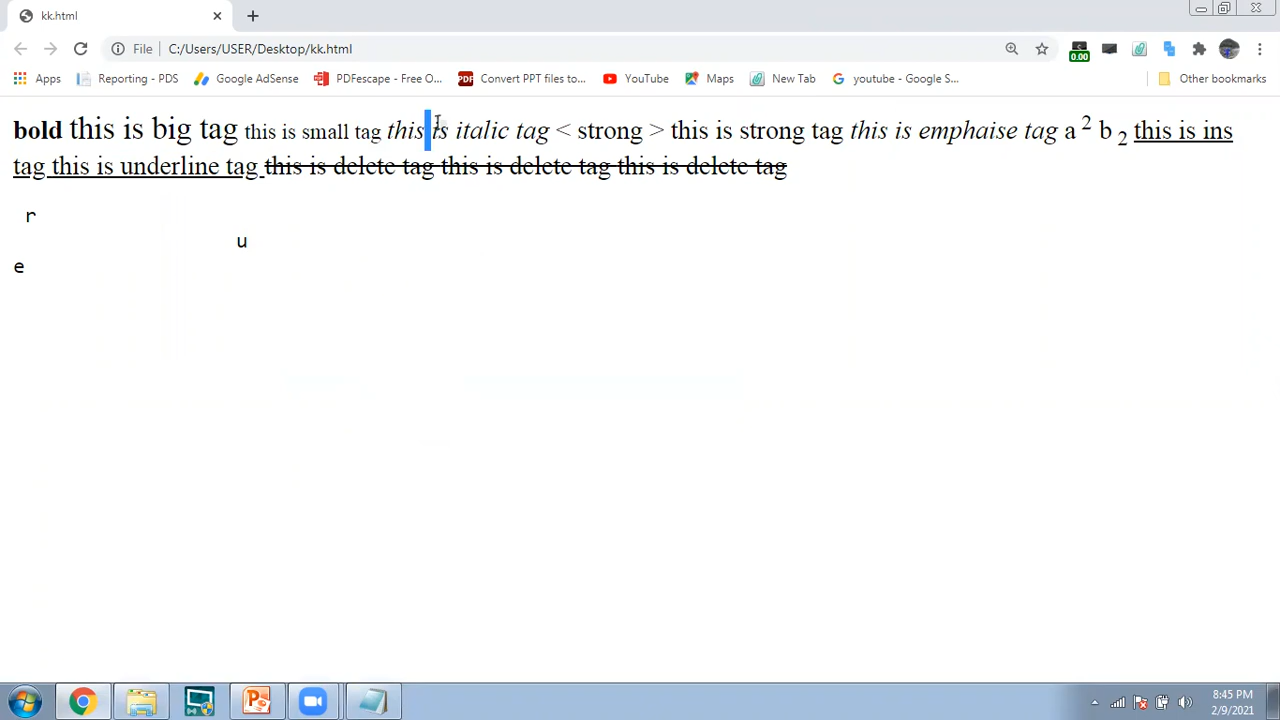 kk.html
File C:/Users/USER/Desktop/kk.html
0.00
Apps Reporting - PDS Google AdSense PDFescape - Free O... PDF Convert PPT files to... YouTube Maps New Tab youtube - Google S... Other bookmarks
bold this is big tag this is small tag this is italic tag < strong > this is strong tag this is emphaise tag a 2 b 2 this is ins
tag this is underline tag this is delete tag this is delete tag this is delete tag
r
u
e
8:45 PM
2/9/2021